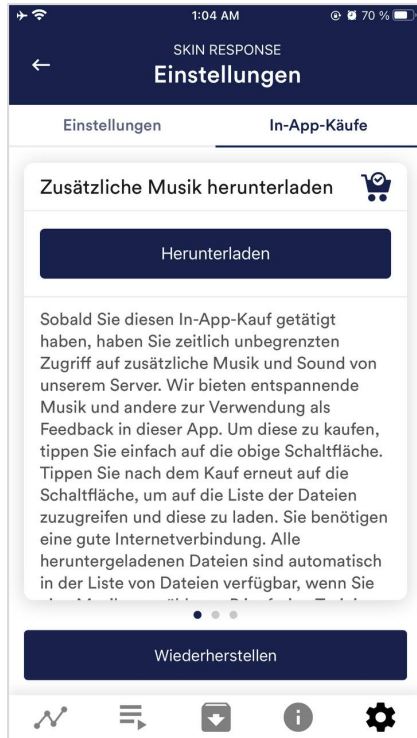 1:04 AM
70 %
SKIN RESPONSE
Einstellungen
Einstellungen
In-App-Käufe
Zusätzliche Musik herunterladen
Herunterladen
Sobald Sie diesen In-App-Kauf getätigt
haben, haben Sie zeitlich unbegrenzten
Zugriff auf zusätzliche Musik und Sound von
unserem Server. Wir bieten entspannende
Musik und andere zur Verwendung als
Feedback in dieser App. Um diese zu kaufen,
tippen Sie einfach auf die obige Schaltfläche.
Tippen Sie nach dem Kauf erneut auf die
Schaltfläche, um auf die Liste der Dateien
zuzugreifen und diese zu laden. Sie benötigen
eine gute Internetverbindung. Alle
heruntergeladenen Dateien sind automatisch
in der Liste von Dateien verfügbar, wenn Sie
Wiederherstellen